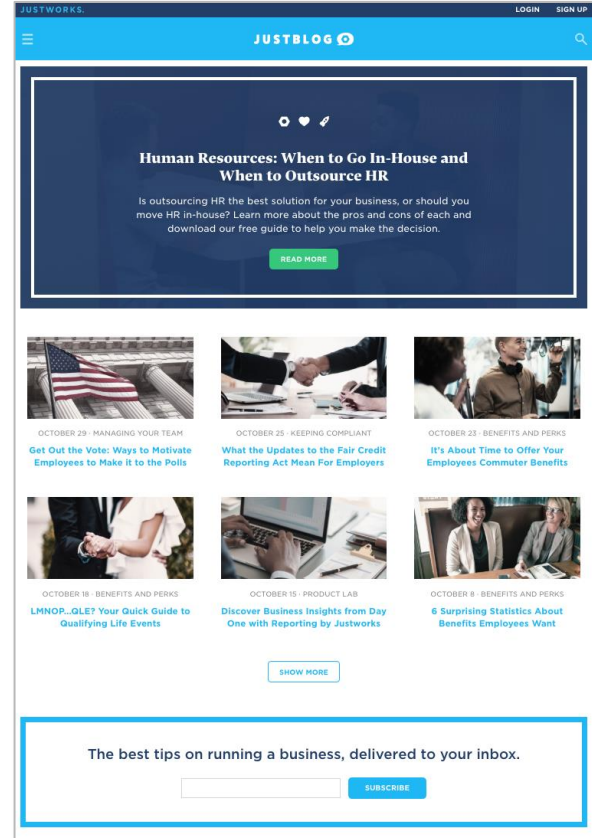 JUSTWORKS.
LOGIN SIGN UP
JUSTBLOG
Human Resources: When to Go In-House and
When to Outsource HR
Is outsourcing HR the best solution for your business, or should you
move HR in-house? Learn more about the pros and cons of each and
download our free guide to help you make the decision.
READ MORE
OCTOBER 29 · MANAGING YOUR TEAM
Get Out the Vote: Ways to Motivate
Employees to Make it to the Polls
OCTOBER 25 · KEEPING COMPLIANT
What the Updates to the Fair Credit
Reporting Act Mean For Employers
OCTOBER 23 · BENEFITS AND PERKS
It's About Time to Offer Your
Employees Commuter Benefits
OCTOBER 18 · BENEFITS AND PERKS
LMNOP...QLE? Your Quick Guide to
Qualifying Life Events
OCTOBER 15 · PRODUCT LAB
Discover Business Insights from Day
One with Reporting by Justworks
OCTOBER 8 · BENEFITS AND PERKS
6 Surprising Statistics About
Benefits Employees Want
SHOW MORE
The best tips on running a business, delivered to your inbox.
SUBSCRIBE